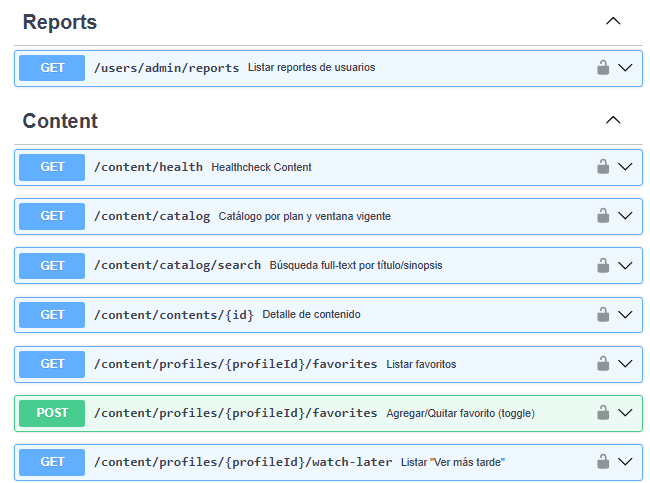 Reports
GET /users/admin/reports Listar reportes de usuarios
Content
GET /content/health Healthcheck Content
GET /content/catalog Catálogo por plan y ventana vigente
GET /content/catalog/search Búsqueda full-text por título/sinopsis
GET /content/contents/{id} Detalle de contenido
GET /content/profiles/{profileId}/favorites Listar favoritos
POST /content/profiles/{profileId}/favorites Agregar/Quitar favorito (toggle)
GET /content/profiles/{profileId}/watch-later Listar "Ver más tarde"